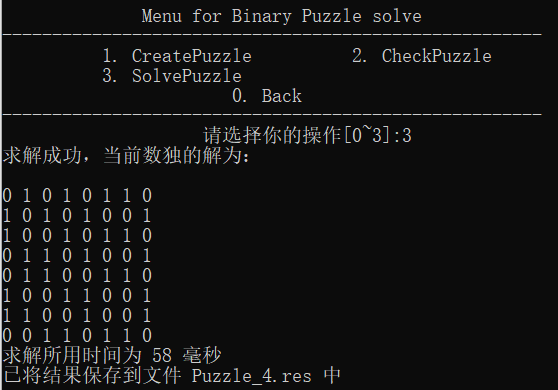 Menu for Binary Puzzle solve
------------------------------------------------------
1. CreatePuzzle 2. CheckPuzzle
3. SolvePuzzle
0. Back
------------------------------------------------------
请选择你的操作[0~3]:3
求解成功，当前数独的解为:
0 1 0 1 0 1 1 0
1 0 1 0 1 0 0 1
1 0 0 1 0 1 1 0
0 1 1 0 1 0 0 1
0 1 1 0 0 1 1 0
1 0 0 1 1 0 0 1
1 1 0 0 1 0 0 1
0 0 1 1 0 1 1 0
求解所用时间为 58 毫秒
已将结果保存到文件 Puzzle_4.res 中